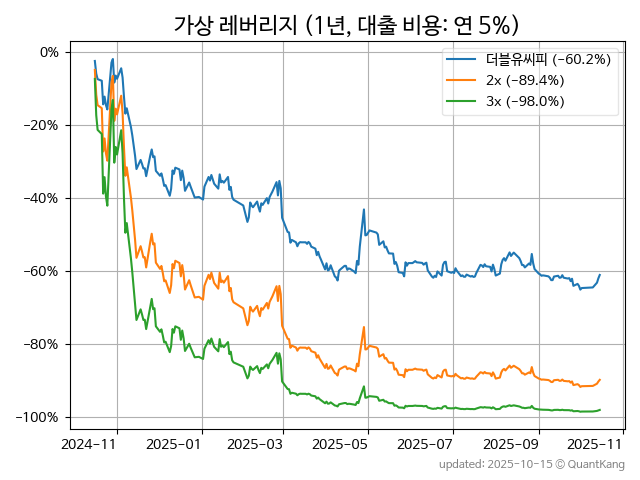 가상 레버리지 (1년, 대출 비용: 연 5%)
더블유씨피 (−60.2%)
2x (−89.4%)
3x (−98.0%)
0%
−20%
−40%
−60%
−80%
−100%
2024-11 2025-01 2025-03 2025-05 2025-07 2025-09 2025-11
updated: 2025-10-15 © QuantKang